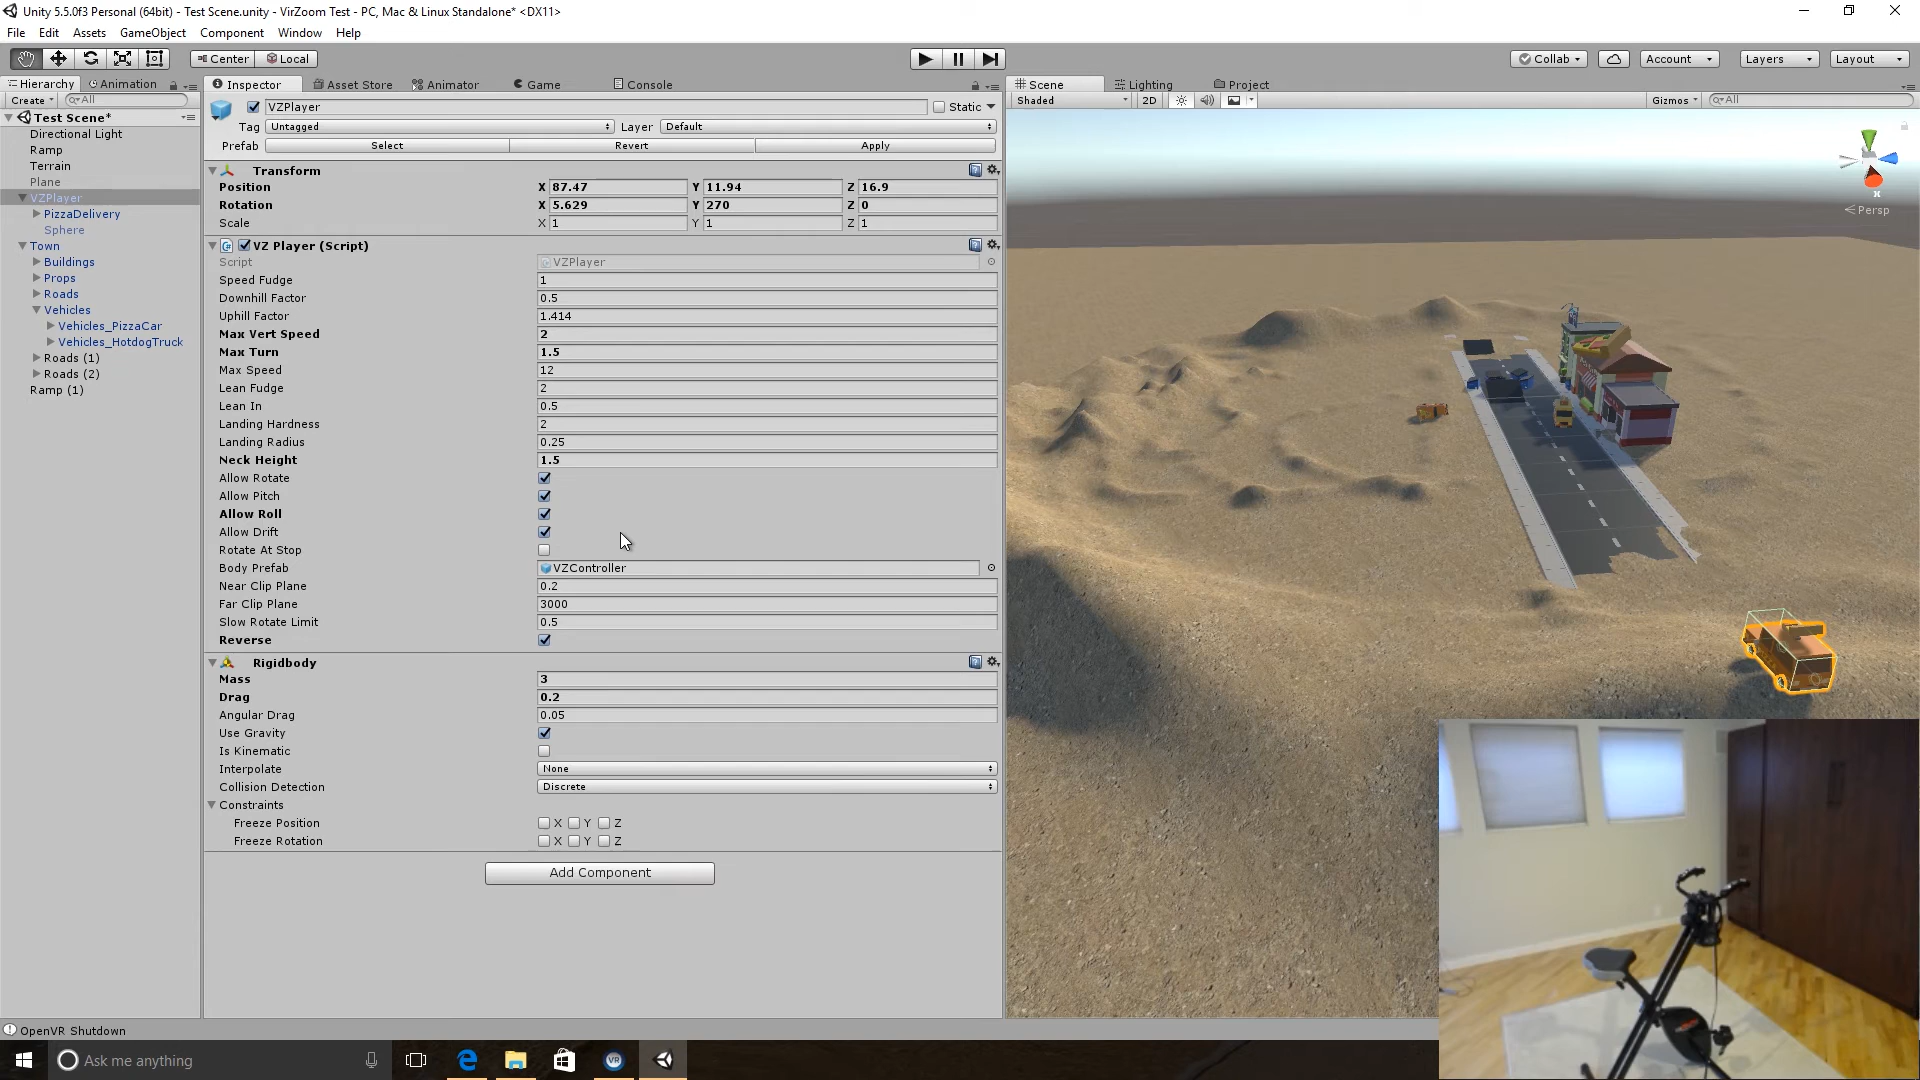 Unity 5.5.0f3 Personal (64bit) - Test Scene.unity - VirZoom Test - PC, Mac & Linux Standalone* <DX11>
File Edit Assets GameObject Component Window Help
Center Local Collab Account Layers Layout
Hierarchy Animation Inspector Asset Store Animator Game Console Scene Lighting Project
Create All VZPlayer Static Shaded 2D Gizmos All
Test Scene*
Directional Light
Ramp
Terrain
Plane
VZPlayer
PizzaDelivery
Sphere
Town
Buildings
Props
Roads
Vehicles
Vehicles_PizzaCar
Vehicles_HotdogTruck
Roads (1)
Roads (2)
Ramp (1)
Tag Untagged Layer Default
Prefab Select Revert Apply
Transform
Position X 87.47 Y 11.94 Z 16.9
Rotation X 5.629 Y 270 Z 0
Scale X 1 Y 1 Z 1
VZ Player (Script)
Script VZPlayer
Speed Fudge 1
Downhill Factor 0.5
Uphill Factor 1.414
Max Vert Speed 2
Max Turn 1.5
Max Speed 12
Lean Fudge 2
Lean In 0.5
Landing Hardness 2
Landing Radius 0.25
Neck Height 1.5
Allow Rotate
Allow Pitch
Allow Roll
Allow Drift
Rotate At Stop
Body Prefab VZController
Near Clip Plane 0.2
Far Clip Plane 3000
Slow Rotate Limit 0.5
Reverse
Rigidbody
Mass 3
Drag 0.2
Angular Drag 0.05
Use Gravity
Is Kinematic
Interpolate None
Collision Detection Discrete
Constraints
Freeze Position X Y Z
Freeze Rotation X Y Z
Add Component
x
Persp
OpenVR Shutdown
Ask me anything
VR